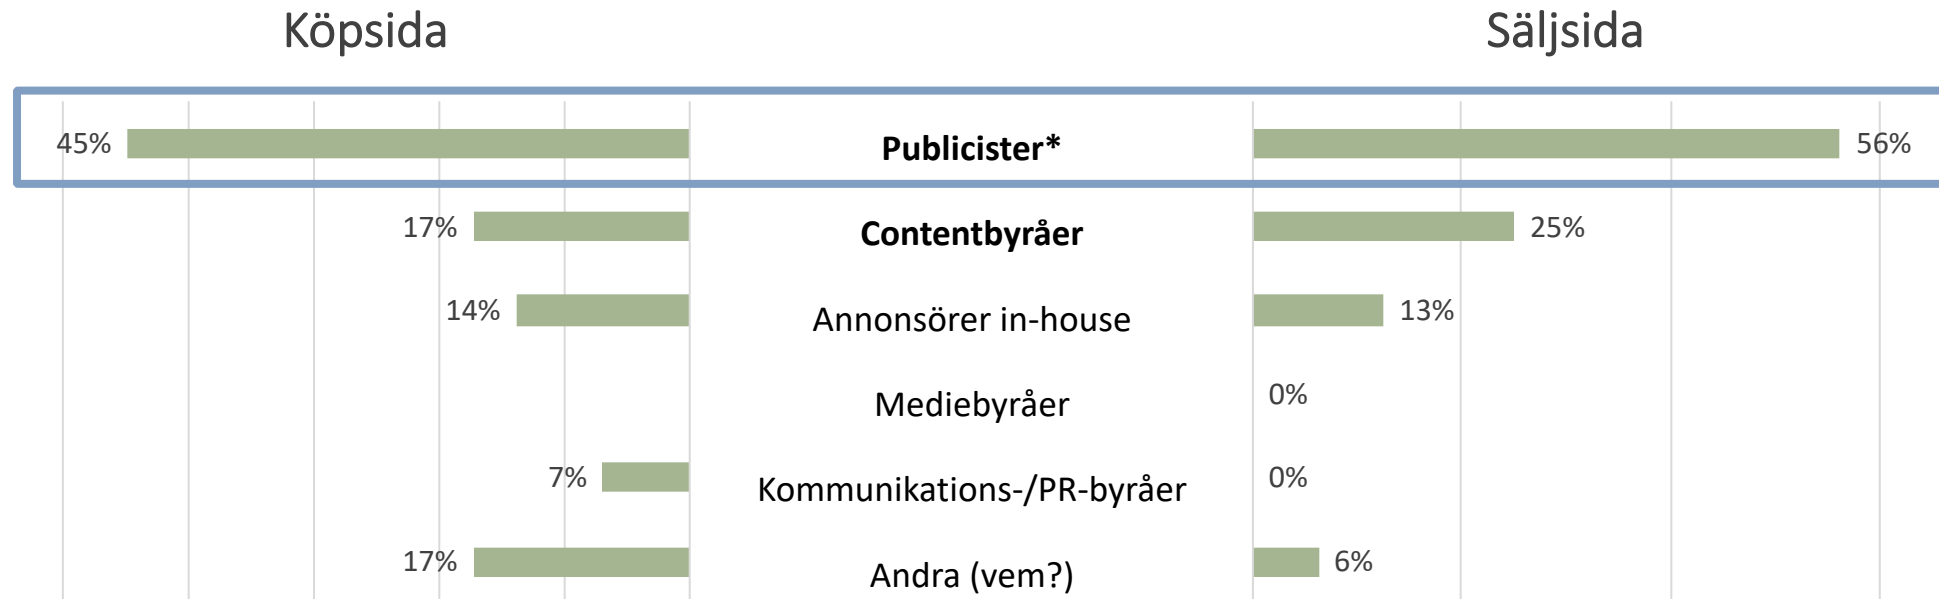 Köpsida Säljsida
45% Publicister* 56%
17% Contentbyråer 25%
14% Annonsörer in-house 13%
Mediebyråer 0%
7% Kommunikations-/PR-byråer 0%
17% Andra (vem?) 6%